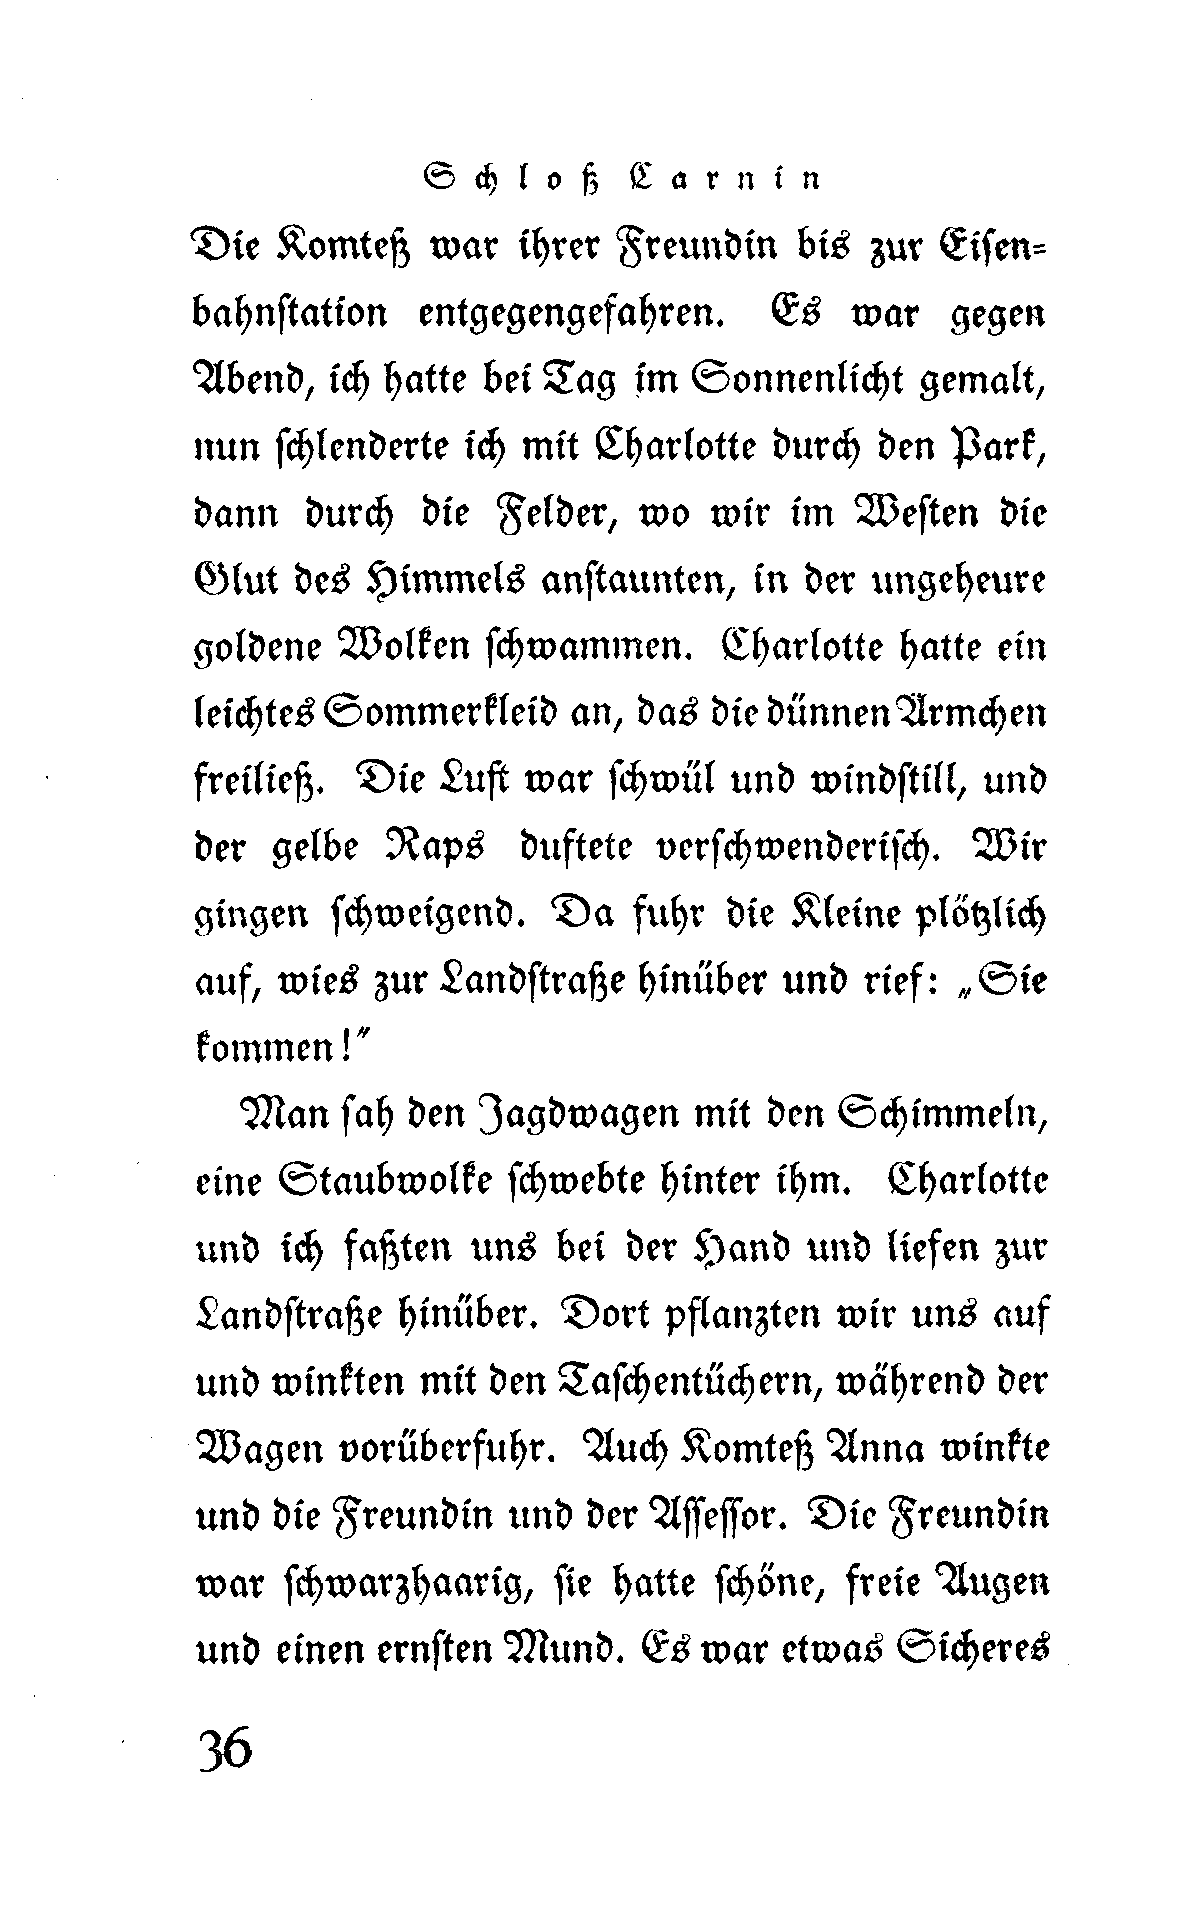 Schloß Carnin
Die Komteß war ihrer Freundin bis zur Eisen-
bahnstation entgegengefahren. Es war gegen
Abend, ich hatte bei Tag im Sonnenlicht gemalt,
nun schlenderte ich mit Charlotte durch den Park,
dann durch die Felder, wo wir im Westen die
Glut des Himmels anstaunten, in der ungeheure
goldene Wolken schwammen. Charlotte hatte ein
leichtes Sommerkleid an, das die dünnen Ärmchen
freiließ. Die Luft war schwül und windstill, und
der gelbe Raps duftete verschwenderisch. Wir
gingen schweigend. Da fuhr die Kleine plötzlich
auf, wies zur Landstraße hinüber und rief: „Sie
kommen!"
Man sah den Jagdwagen mit den Schimmeln,
eine Staubwolke schwebte hinter ihm. Charlotte
und ich faßten uns bei der Hand und liefen zur
Landstraße hinüber. Dort pflanzten wir uns auf
und winkten mit den Taschentüchern, während der
Wagen vorüberfuhr. Auch Komteß Anna winkte
und die Freundin und der Assessor. Die Freundin
war schwarzhaarig, sie hatte schöne, freie Augen
und einen ernsten Mund. Es war etwas Sicheres
36